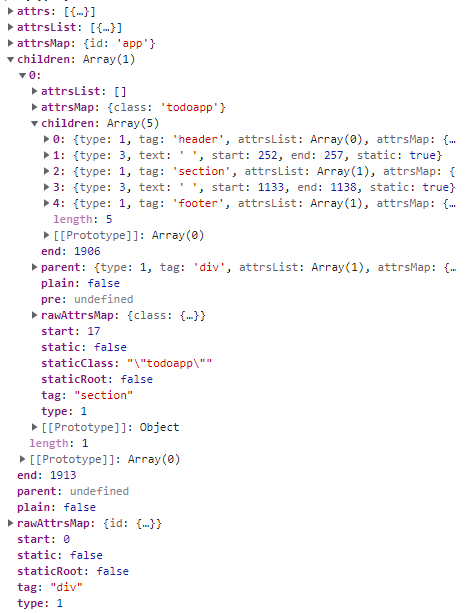 attrs: [{…}]
attrsList: [{…}]
attrsMap: {id: 'app'}
children: Array(1)
0:
attrsList: []
attrsMap: {class: 'todoapp'}
children: Array(5)
0: {type: 1, tag: 'header', attrsList: Array(0), attrsMap: {…
1: {type: 3, text: ' ', start: 252, end: 257, static: true}
2: {type: 1, tag: 'section', attrsList: Array(1), attrsMap: {
3: {type: 3, text: ' ', start: 1133, end: 1138, static: true}
4: {type: 1, tag: 'footer', attrsList: Array(1), attrsMap: {…
length: 5
[[Prototype]]: Array(0)
end: 1906
parent: {type: 1, tag: 'div', attrsList: Array(1), attrsMap: {…
plain: false
pre: undefined
rawAttrsMap: {class: {…}}
start: 17
static: false
staticClass: "\"todoapp\""
staticRoot: false
tag: "section"
type: 1
[[Prototype]]: Object
length: 1
[[Prototype]]: Array(0)
end: 1913
parent: undefined
plain: false
rawAttrsMap: {id: {…}}
start: 0
static: false
staticRoot: false
tag: "div"
type: 1